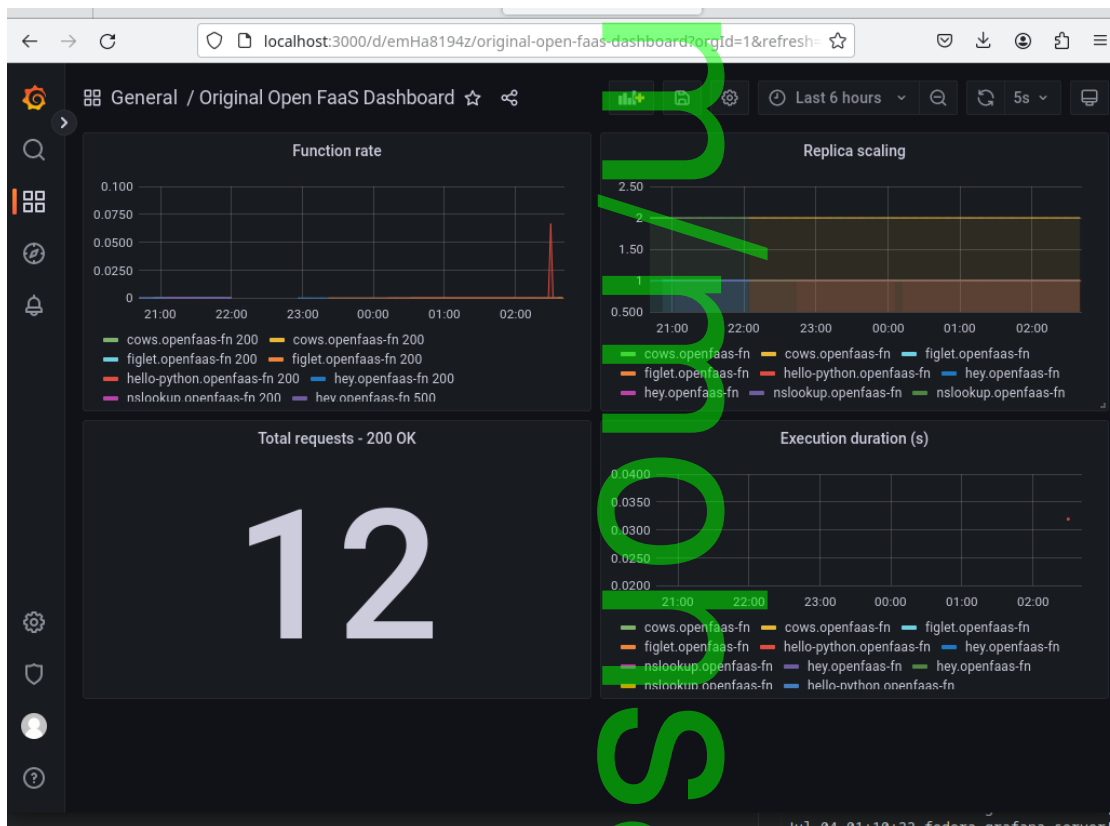 localhost:3000/d/emHa8194z/original-open-faas-dashboard?orgId=1&refresh=
General / Original Open FaaS Dashboard
Last 6 hours
5s
Function rate
0.100
0.0750
0.0500
0.0250
0
21:00 22:00 23:00 00:00 01:00 02:00
cows.openfaas-fn 200 cows.openfaas-fn 200
figlet.openfaas-fn 200 figlet.openfaas-fn 200
hello-python.openfaas-fn 200 hey.openfaas-fn 200
nslookup.openfaas-fn 200 hey.openfaas-fn 500
Replica scaling
2.50
2
1.50
1
0.500
21:00 22:00 23:00 00:00 01:00 02:00
cows.openfaas-fn cows.openfaas-fn figlet.openfaas-fn
figlet.openfaas-fn hello-python.openfaas-fn hey.openfaas-fn
hey.openfaas-fn nslookup.openfaas-fn nslookup.openfaas-fn
Total requests - 200 OK
12
Execution duration (s)
0.0400
0.0350
0.0300
0.0250
0.0200
21:00 22:00 23:00 00:00 01:00 02:00
cows.openfaas-fn cows.openfaas-fn figlet.openfaas-fn
figlet.openfaas-fn hello-python.openfaas-fn hey.openfaas-fn
nslookup.openfaas-fn hey.openfaas-fn hey.openfaas-fn
nslookup.openfaas-fn hello-python.openfaas-fn